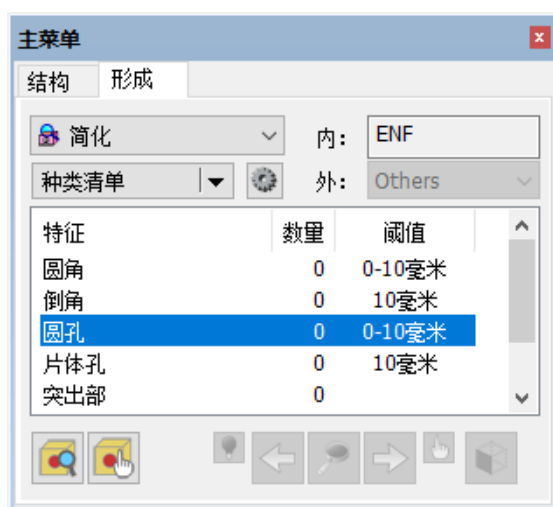 主菜单
结构 形成
简化 内: ENF
种类清单 外: Others
特征 数量 阈值
圆角 0 0-10毫米
倒角 0 10毫米
圆孔 0 0-10毫米
片体孔 0 10毫米
突出部 0